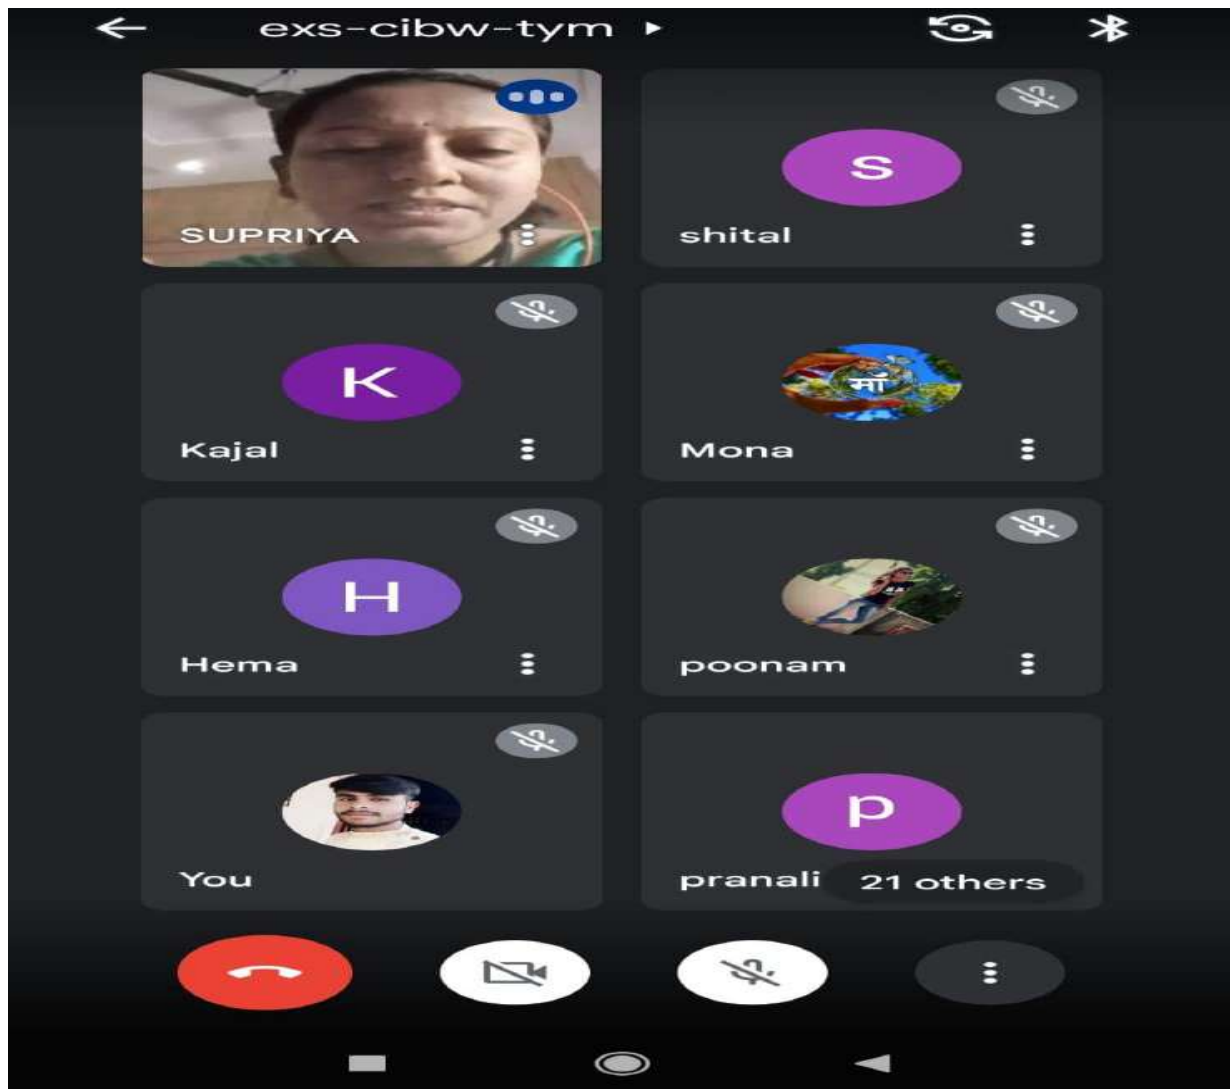 exs-cibw-tym
SUPRIYA
S
shital
K
Kajal
माँ
Mona
H
Hema
poonam
You
p
pranali
21 others